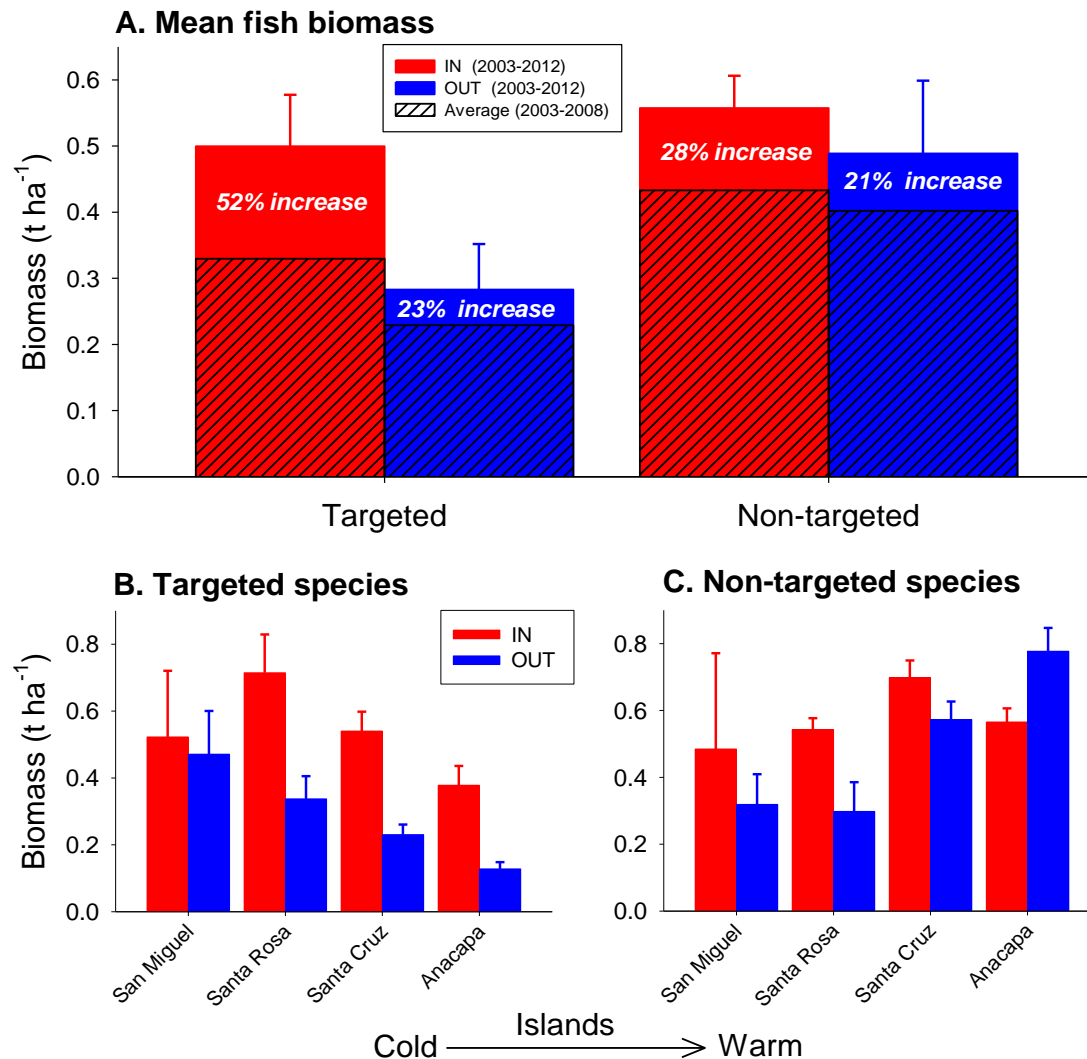 A. Mean fish biomass
IN (2003-2012)
OUT (2003-2012)
Average (2003-2008)
Biomass (t ha⁻¹)
0.6
0.5
0.4
0.3
0.2
0.1
0.0
52% increase
23% increase
28% increase
21% increase
Targeted
Non-targeted
B. Targeted species
IN
OUT
Biomass (t ha⁻¹)
0.8
0.6
0.4
0.2
0.0
San Miguel
Santa Rosa
Santa Cruz
Anacapa
C. Non-targeted species
0.8
0.6
0.4
0.2
0.0
San Miguel
Santa Rosa
Santa Cruz
Anacapa
Islands
Cold
Warm